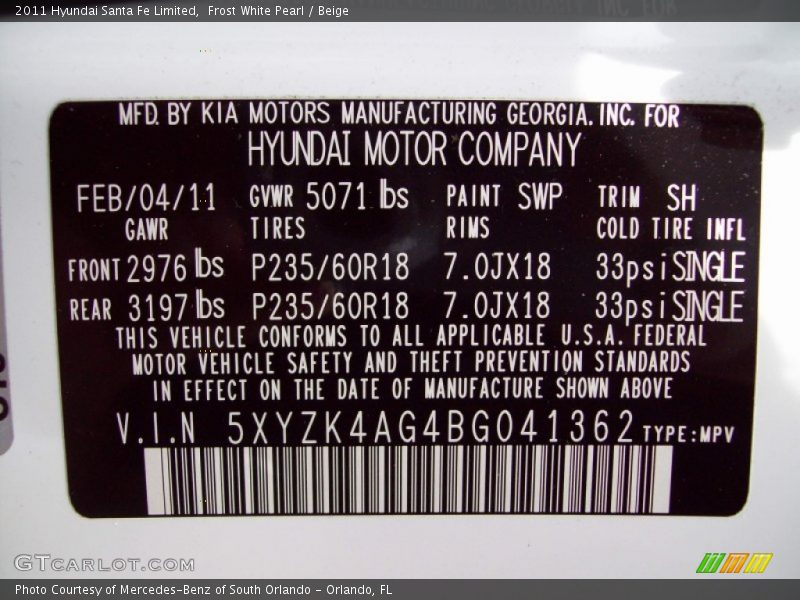 2011 Hyundai Santa Fe Limited,  Frost White Pearl / Beige
MFD. BY KIA MOTORS MANUFACTURING GEORGIA. INC. FOR
HYUNDAI MOTOR COMPANY
FEB/04/11 GVWR 5071 lbs PAINT SWP TRIM SH
GAWR TIRES RIMS COLD TIRE INFL
FRONT 2976 lbs P235/60R18 7.0JX18 33psi SINGLE
REAR 3197 lbs P235/60R18 7.0JX18 33psi SINGLE
THIS VEHICLE CONFORMS TO ALL APPLICABLE U.S.A. FEDERAL
MOTOR VEHICLE SAFETY AND THEFT PREVENTION STANDARDS
IN EFFECT ON THE DATE OF MANUFACTURE SHOWN ABOVE
V.I.N 5XYZK4AG4BG041362 TYPE:MPV
GTCARLOT.COM
Photo Courtesy of Mercedes-Benz of South Orlando - Orlando, FL